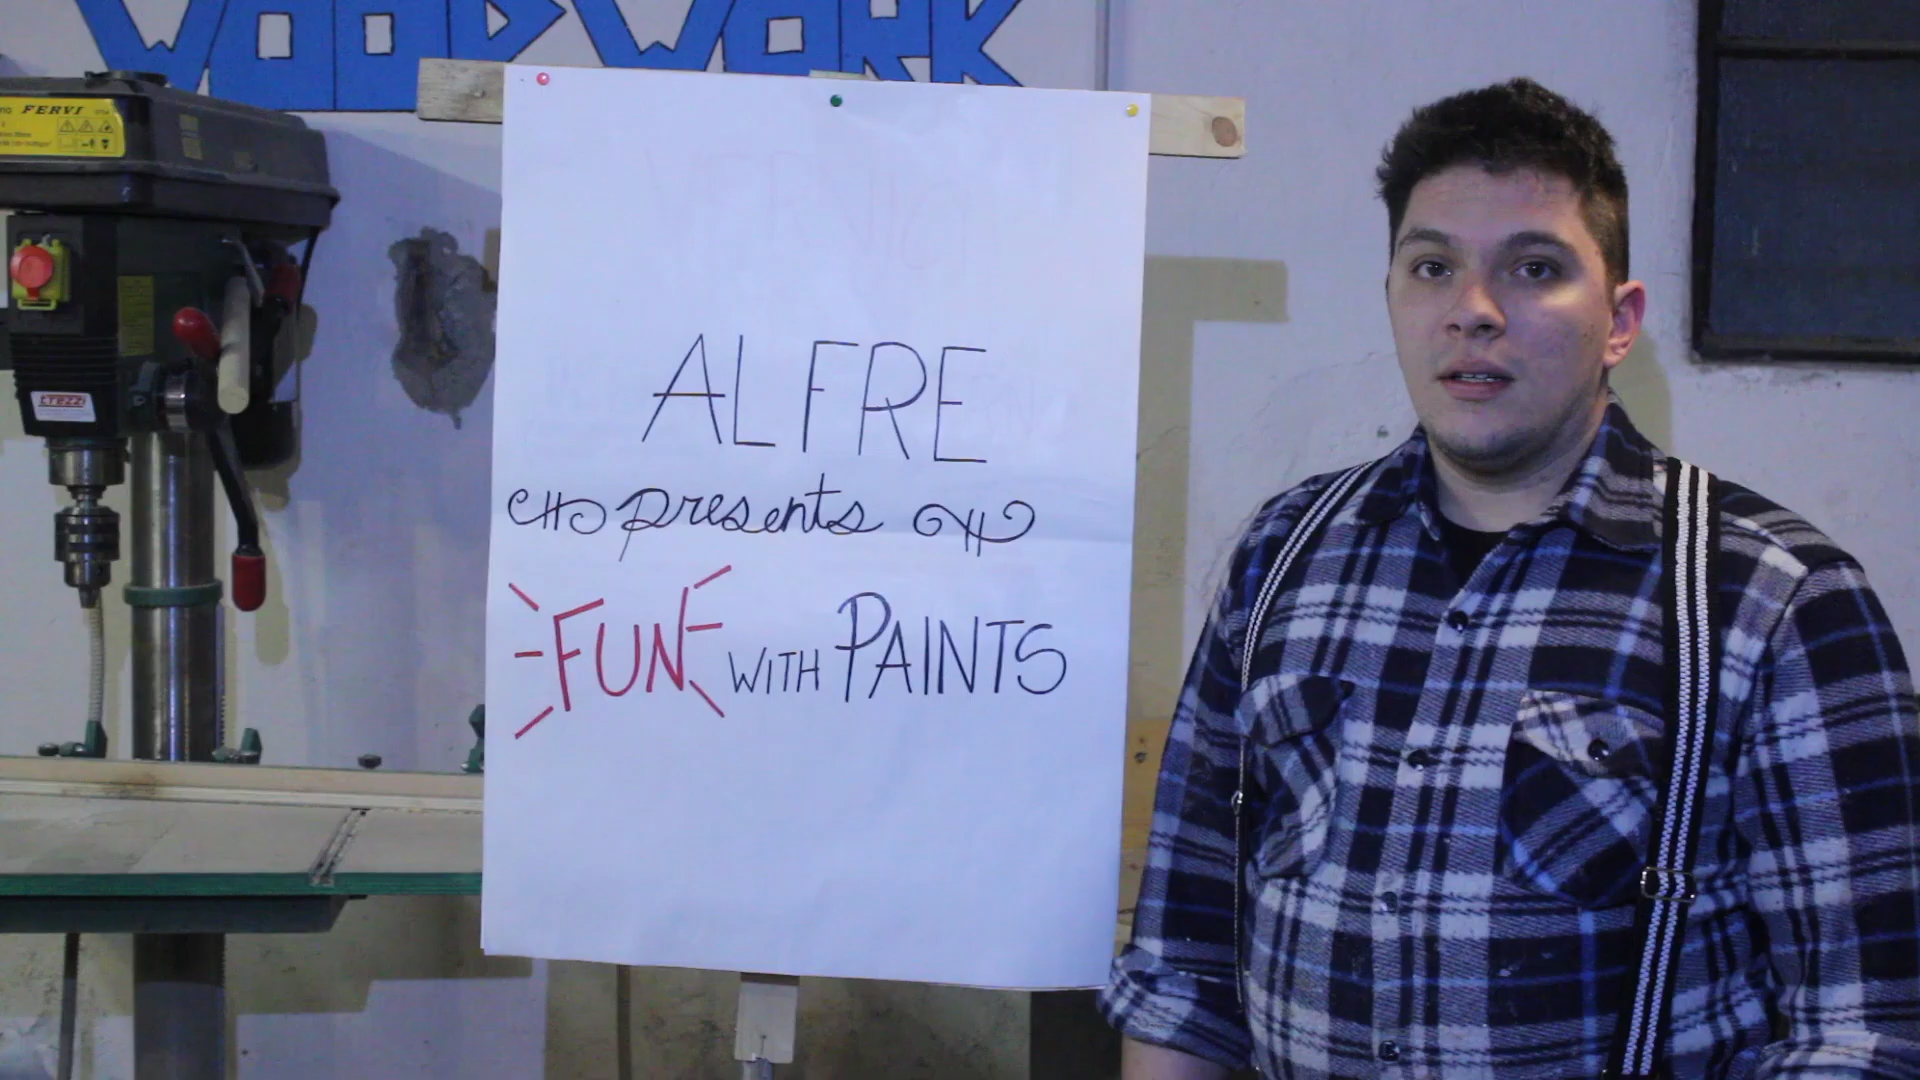 WOODWORK
FERVI
ALFRE
presents
FUN WITH PAINTS